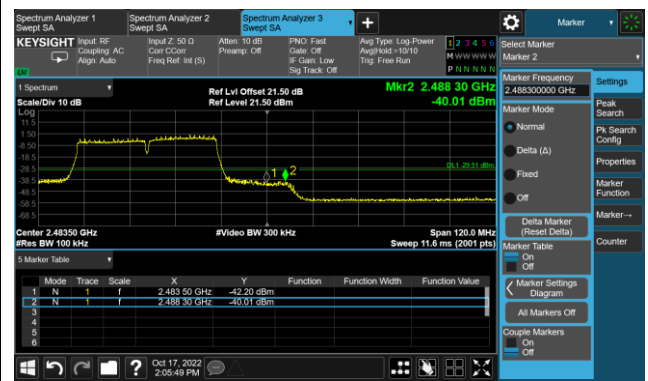 Spectrum Analyzer 1
Swept SA
Spectrum Analyzer 2
Swept SA
Spectrum Analyzer 3
Swept SA
+
Marker
KEYSIGHT
Input: RF
Coupling: AC
Align: Auto
Input Z: 50 Ω
Corr CCorr
Freq Ref: Int (S)
Atten: 10 dB
Preamp: Off
PNO: Fast
Gate: Off
IF Gain: Low
Sig Track: Off
Avg Type: Log-Power
Avg|Hold:>10/10
Trig: Free Run
1 2 3 4 5 6
M W W W W W
P N N N N N
Select Marker
Marker 2
1 Spectrum
Scale/Div 10 dB
Log
Ref Lvl Offset 21.50 dB
Ref Level 21.50 dBm
Mkr2 2.488 30 GHz
-40.01 dBm
11.5
1.50
-8.50
-18.5
-28.5
-38.5
-48.5
-58.5
-68.5
DL1 -29.51 dBm
1
2
Center 2.48350 GHz
#Res BW 100 kHz
#Video BW 300 kHz
Span 120.0 MHz
Sweep 11.6 ms (2001 pts)
5 Marker Table
Mode Trace Scale X Y Function Function Width Function Value
1 N 1 f 2.483 50 GHz -42.20 dBm
2 N 1 f 2.488 30 GHz -40.01 dBm
3
4
5
6
Marker Frequency
2.488300000 GHz
Marker Mode
Normal
Delta (Δ)
Fixed
Off
Delta Marker
(Reset Delta)
Marker Table
On
Off
Marker Settings
Diagram
All Markers Off
Couple Markers
On
Off
Settings
Peak
Search
Pk Search
Config
Properties
Marker
Function
Marker→
Counter
?
Oct 17, 2022
2:05:49 PM